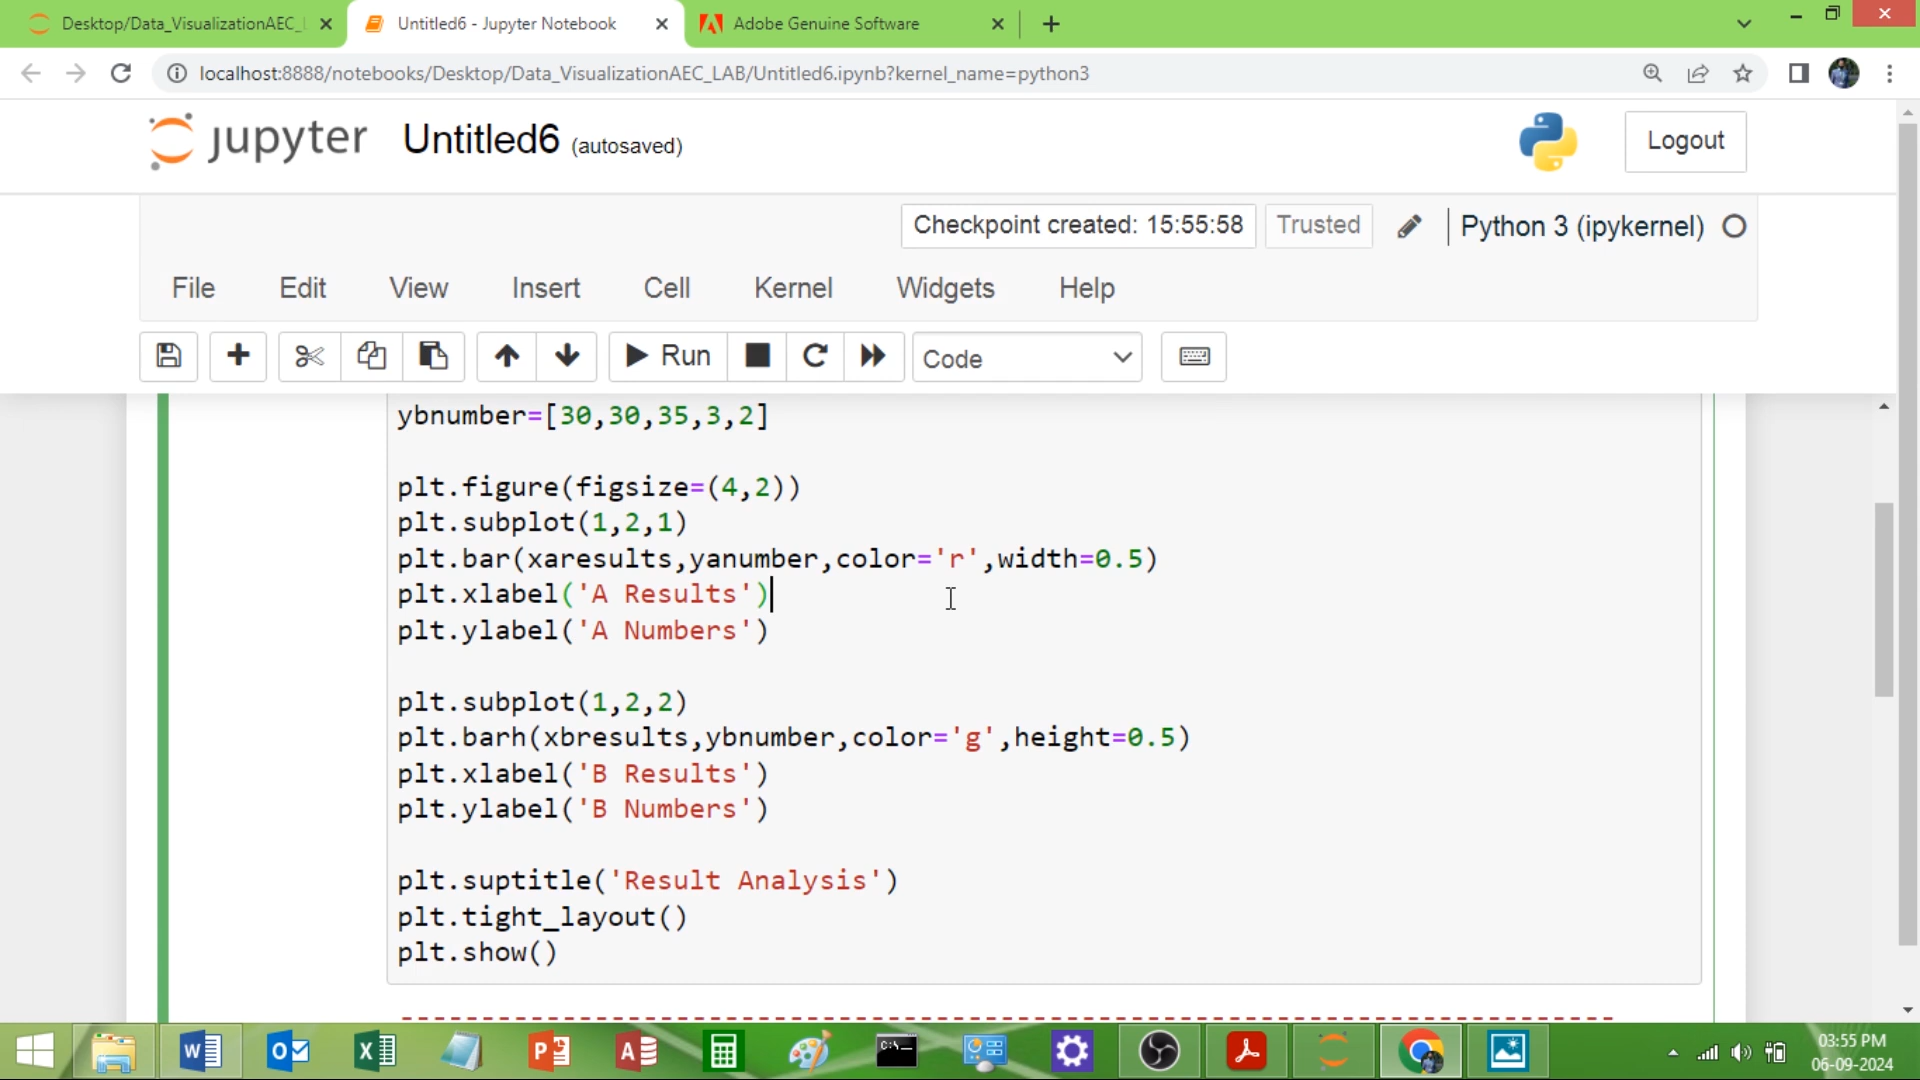 Desktop/Data_VisualizationAEC_L
Untitled6 - Jupyter Notebook
Adobe Genuine Software
localhost:8888/notebooks/Desktop/Data_VisualizationAEC_LAB/Untitled6.ipynb?kernel_name=python3
jupyter Untitled6 (autosaved)
Logout
Checkpoint created: 15:55:58
Trusted
Python 3 (ipykernel)
File Edit View Insert Cell Kernel Widgets Help
Run
Code
ybnumber=[30,30,35,3,2]
plt.figure(figsize=(4,2))
plt.subplot(1,2,1)
plt.bar(xaresults,yanumber,color='r',width=0.5)
plt.xlabel('A Results')
plt.ylabel('A Numbers')
plt.subplot(1,2,2)
plt.barh(xbresults,ybnumber,color='g',height=0.5)
plt.xlabel('B Results')
plt.ylabel('B Numbers')
plt.suptitle('Result Analysis')
plt.tight_layout()
plt.show()
---------------------------------------------------------------------------
03:55 PM
06-09-2024